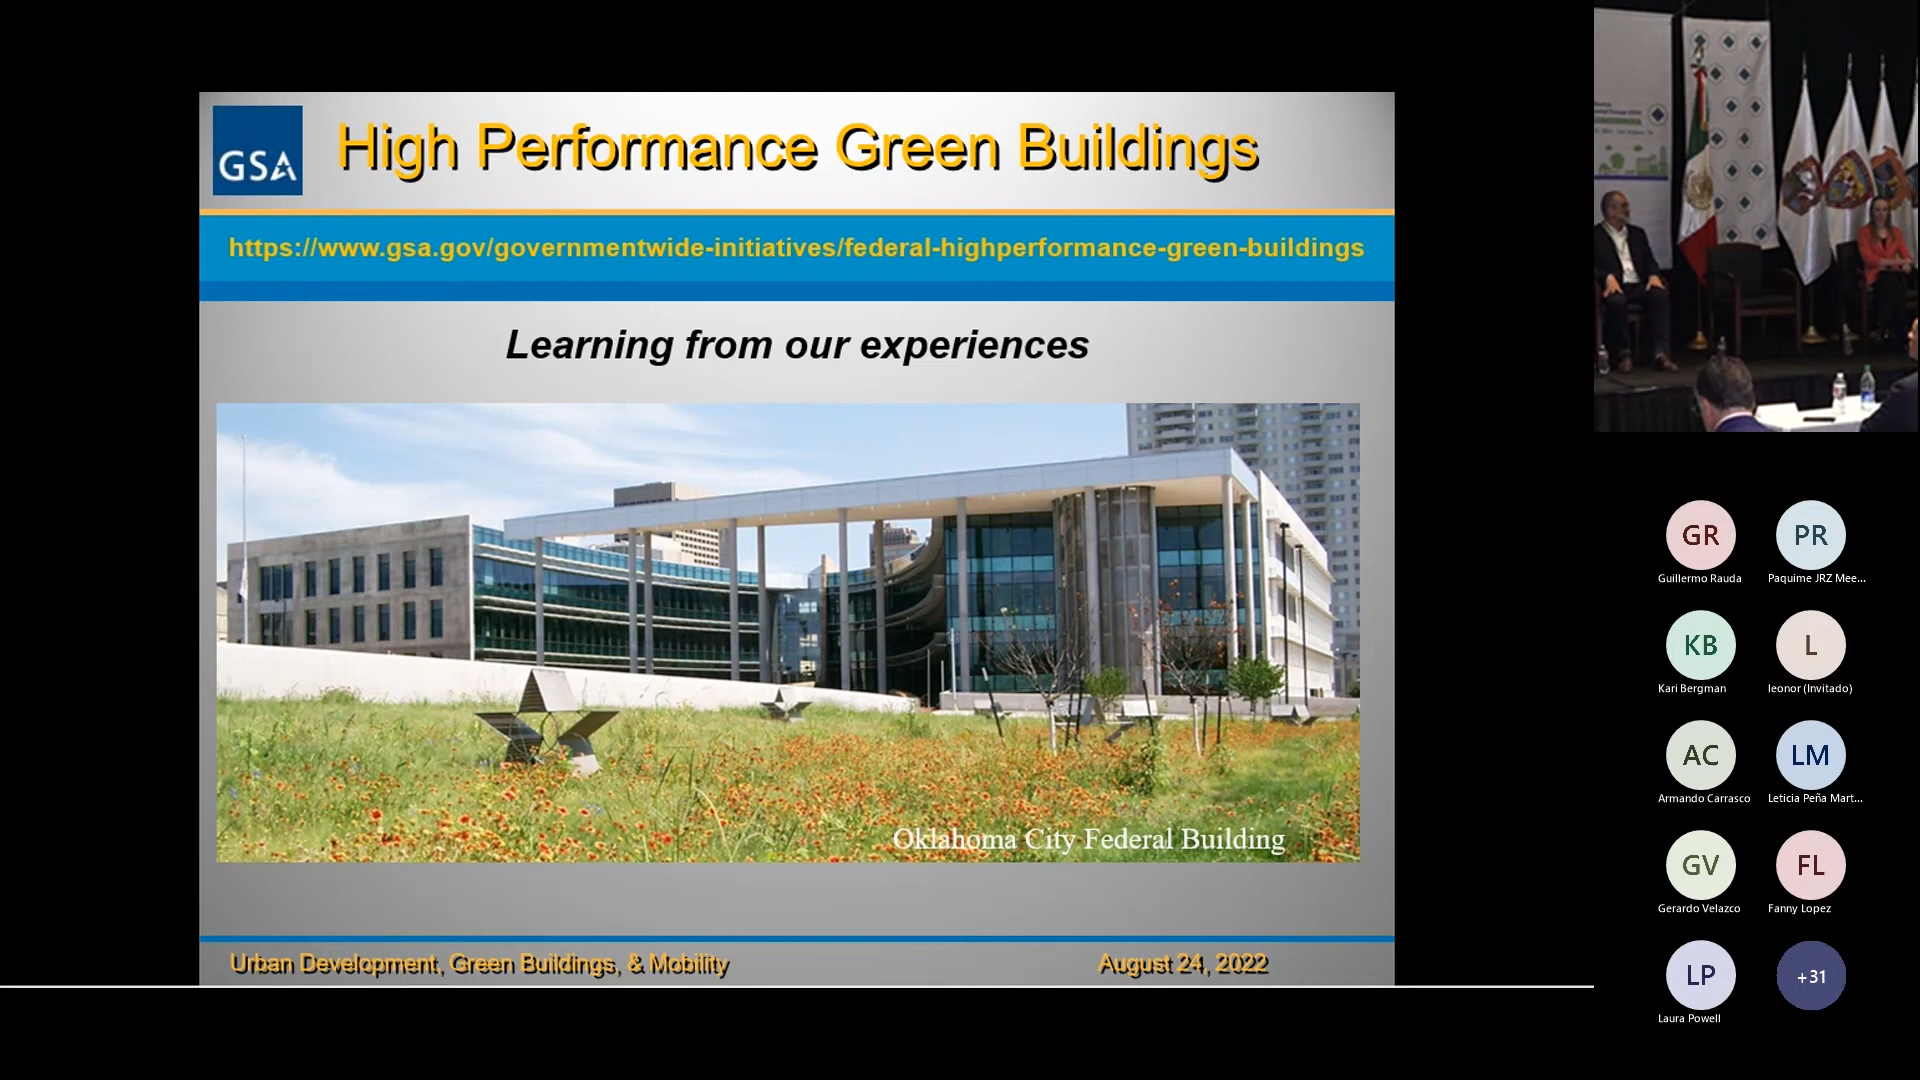 GSA
High Performance Green Buildings
https://www.gsa.gov/governmentwide-initiatives/federal-highperformance-green-buildings
Learning from our experiences
Oklahoma City Federal Building
Urban Development, Green Buildings, & Mobility
August 24, 2022
GR
PR
Guillermo Rauda
Paquime JRZ Mee...
KB
L
Kari Bergman
leonor (Invitado)
AC
LM
Armando Carrasco
Leticia Peña Mart...
GV
FL
Gerardo Velazco
Fanny Lopez
LP
+31
Laura Powell